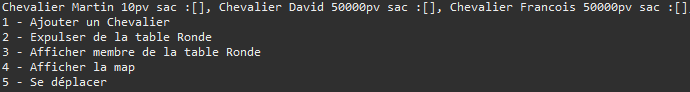 Chevalier Martin 10pv sac :[], Chevalier David 50000pv sac :[], Chevalier Francois 50000pv sac :[]
1 - Ajouter un Chevalier
2 - Expulser de la table Ronde
3 - Afficher membre de la table Ronde
4 - Afficher la map
5 - Se déplacer